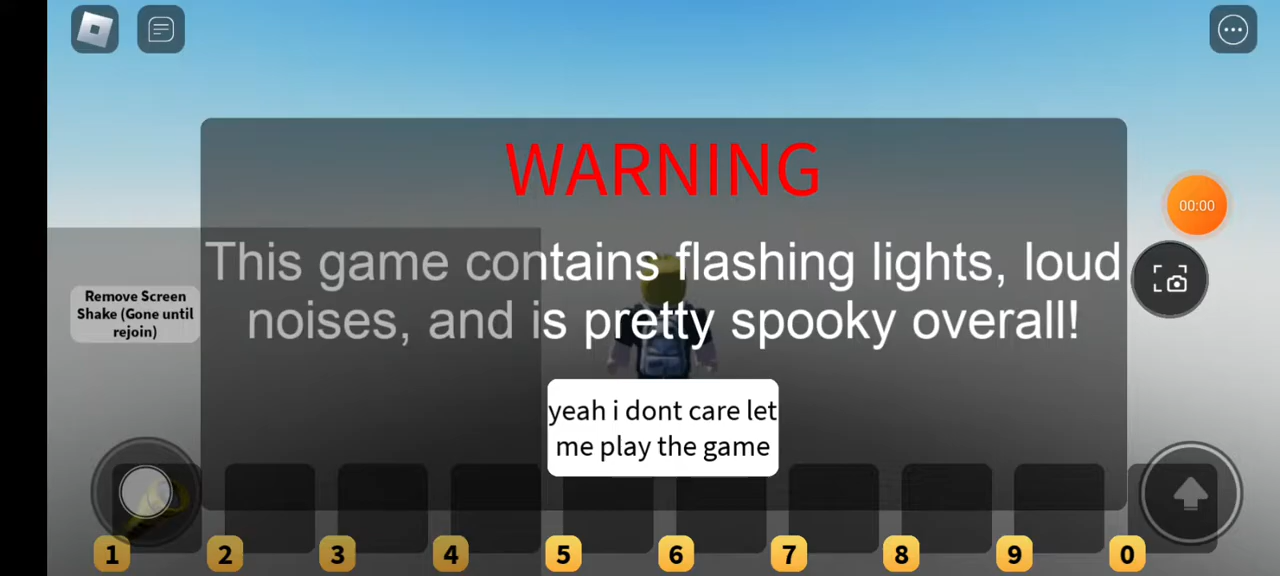 WARNING
00:00
This game contains flashing lights, loud
noises, and is pretty spooky overall!
Remove Screen
Shake (Gone until
rejoin)
yeah i dont care let
me play the game
1 2 3 4 5 6 7 8 9 0